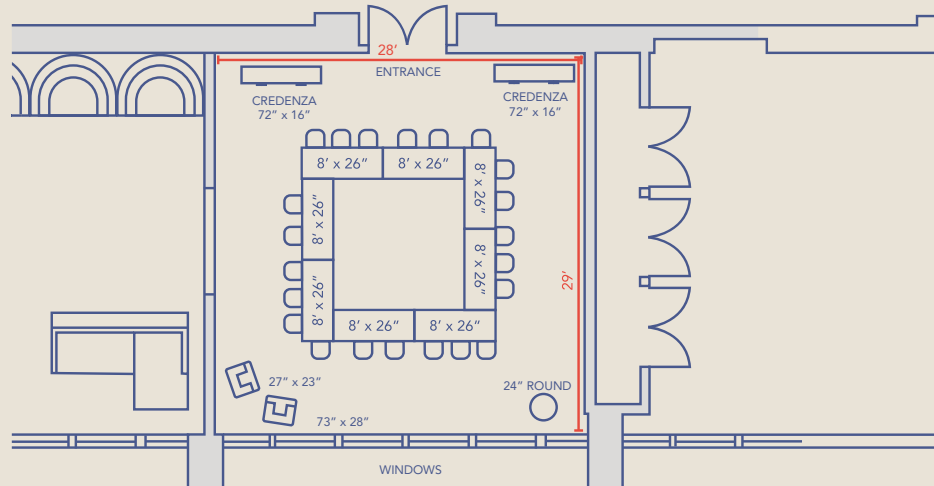 28’
ENTRANCE
CREDENZA
72” x 16”
CREDENZA
72” x 16”
8’ x 26”
8’ x 26”
8’ x 26”
8’ x 26”
8’ x 26”
8’ x 26”
29’
8’ x 26”
8’ x 26”
27” x 23”
24” ROUND
73” x 28”
WINDOWS